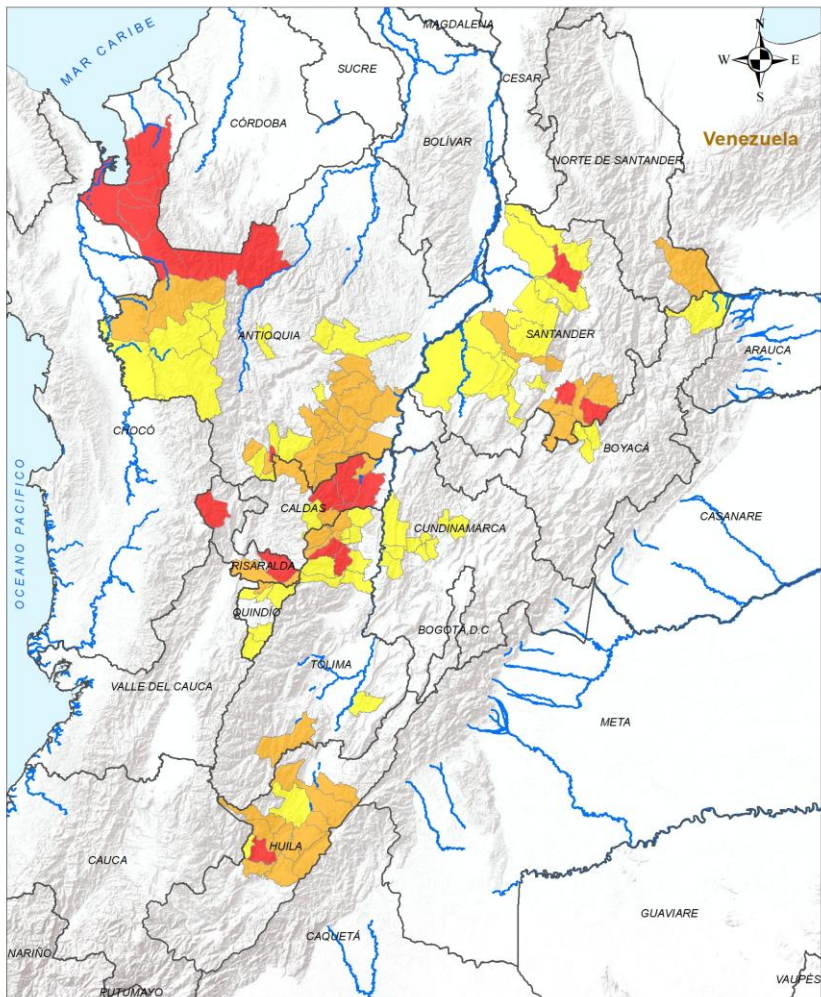 MAGDALENA
N
W E
S
MAR CARIBE
SUCRE
CESAR
CÓRDOBA
BOLÍVAR
NORTE DE SANTANDER
Venezuela
ANTIOQUIA
SANTANDER
ARAUCA
CHOCÓ
BOYACÁ
CALDAS
CUNDINAMARCA
CASANARE
OCEANO PACIFICO
RISARALDA
QUINDÍO
BOGOTÁ,D.C
TOLIMA
VALLE DEL CAUCA
META
HUILA
CAUCA
GUAVIARE
CAQUETÁ
NARIÑO
PUTUMAYO
VAUPÉS